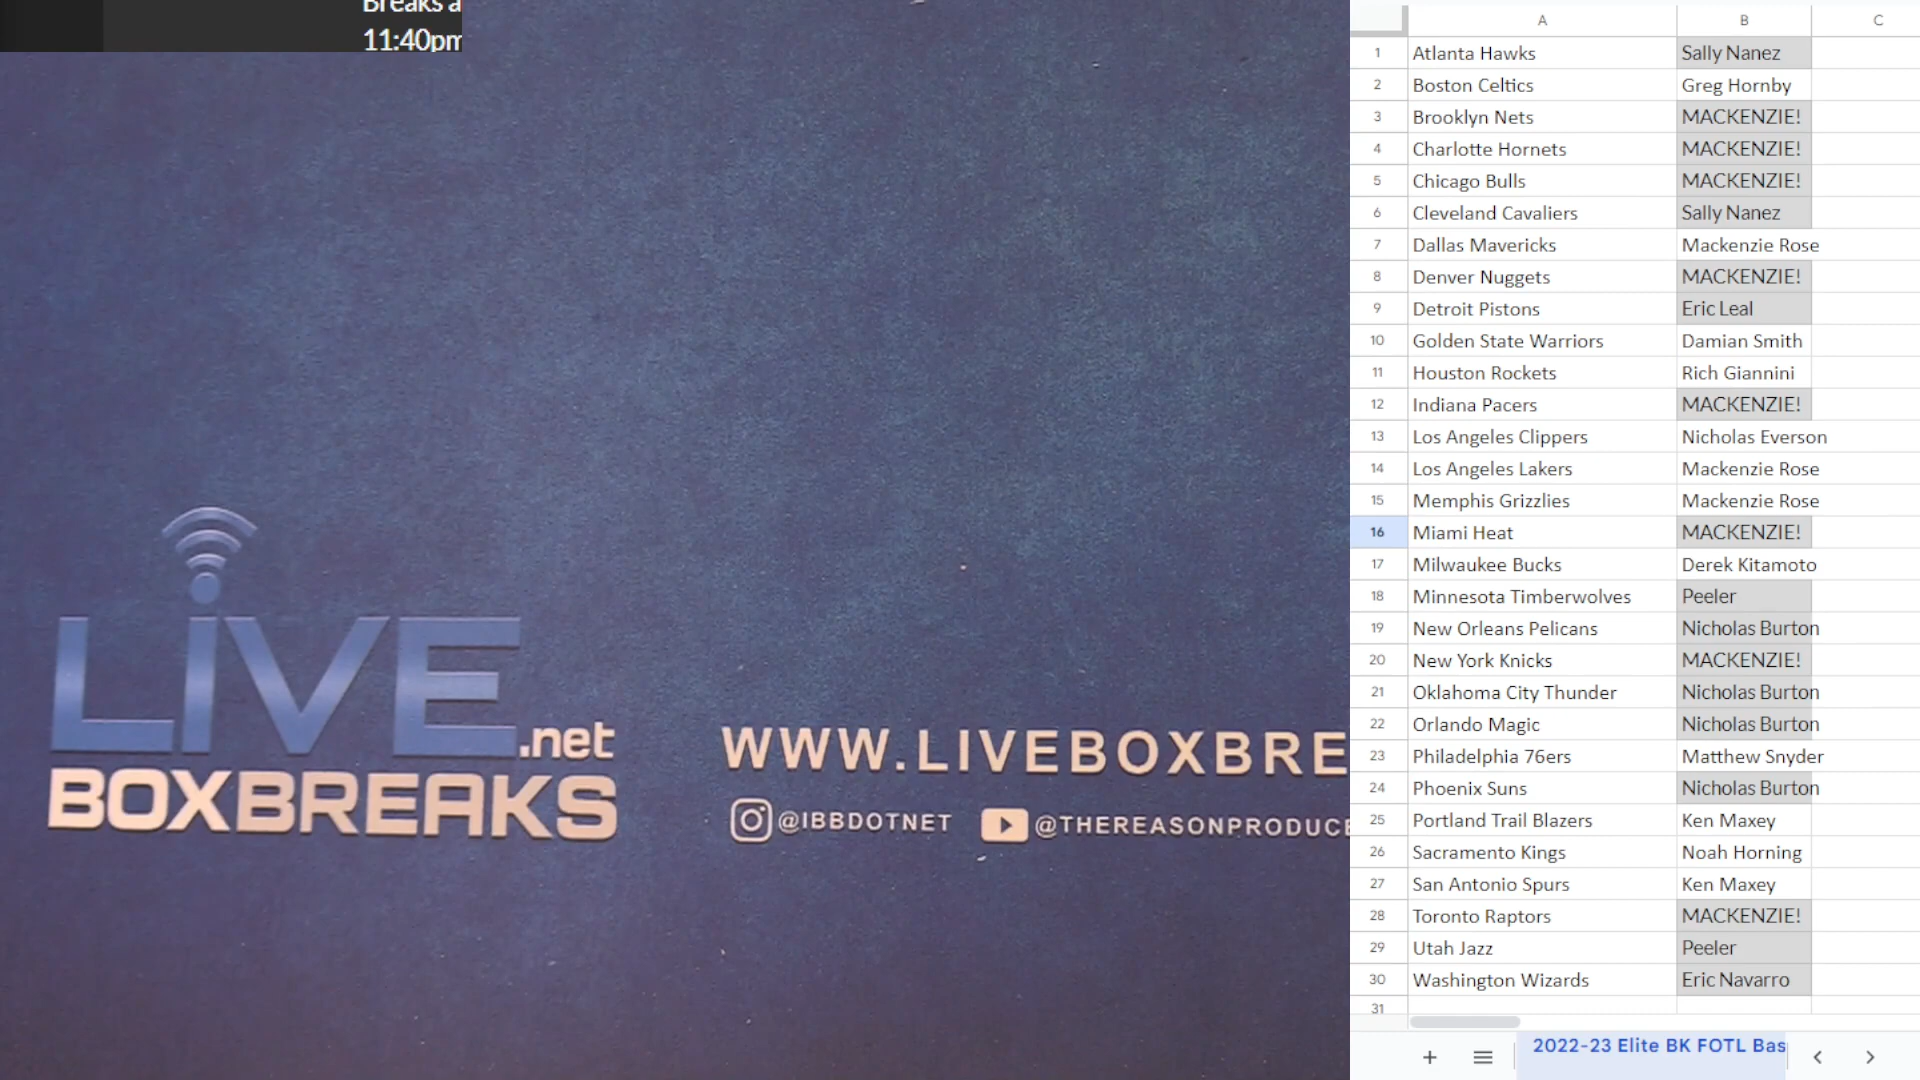 Breaks a
11:40pm
LIVE
.net
BOXBREAKS
WWW.LIVEBOXBRE
@IBBDOTNET
@THEREASONPRODUCE
A B C
1 Atlanta Hawks Sally Nanez
2 Boston Celtics Greg Hornby
3 Brooklyn Nets MACKENZIE!
4 Charlotte Hornets MACKENZIE!
5 Chicago Bulls MACKENZIE!
6 Cleveland Cavaliers Sally Nanez
7 Dallas Mavericks Mackenzie Rose
8 Denver Nuggets MACKENZIE!
9 Detroit Pistons Eric Leal
10 Golden State Warriors Damian Smith
11 Houston Rockets Rich Giannini
12 Indiana Pacers MACKENZIE!
13 Los Angeles Clippers Nicholas Everson
14 Los Angeles Lakers Mackenzie Rose
15 Memphis Grizzlies Mackenzie Rose
16 Miami Heat MACKENZIE!
17 Milwaukee Bucks Derek Kitamoto
18 Minnesota Timberwolves Peeler
19 New Orleans Pelicans Nicholas Burton
20 New York Knicks MACKENZIE!
21 Oklahoma City Thunder Nicholas Burton
22 Orlando Magic Nicholas Burton
23 Philadelphia 76ers Matthew Snyder
24 Phoenix Suns Nicholas Burton
25 Portland Trail Blazers Ken Maxey
26 Sacramento Kings Noah Horning
27 San Antonio Spurs Ken Maxey
28 Toronto Raptors MACKENZIE!
29 Utah Jazz Peeler
30 Washington Wizards Eric Navarro
31
2022-23 Elite BK FOTL Bas